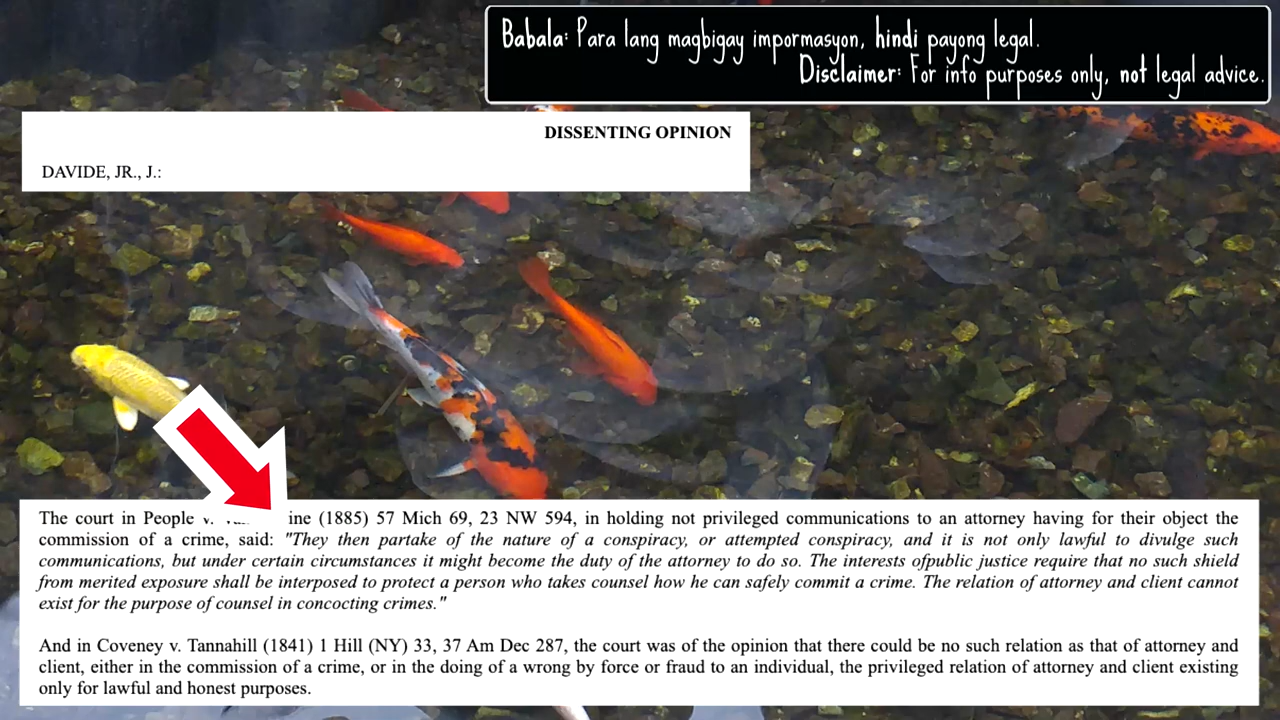 Babala: Para lang magbigay impormasyon, hindi payong legal.
Disclaimer: For info purposes only, not legal advice.
DISSENTING OPINION
DAVIDE, JR., J.:
The court in People v. ine (1885) 57 Mich 69, 23 NW 594, in holding not privileged communications to an attorney having for their object the
commission of a crime, said: "They then partake of the nature of a conspiracy, or attempted conspiracy, and it is not only lawful to divulge such
communications, but under certain circumstances it might become the duty of the attorney to do so. The interests ofpublic justice require that no such shield
from merited exposure shall be interposed to protect a person who takes counsel how he can safely commit a crime. The relation of attorney and client cannot
exist for the purpose of counsel in concocting crimes."
And in Coveney v. Tannahill (1841) 1 Hill (NY) 33, 37 Am Dec 287, the court was of the opinion that there could be no such relation as that of attorney and
client, either in the commission of a crime, or in the doing of a wrong by force or fraud to an individual, the privileged relation of attorney and client existing
only for lawful and honest purposes.